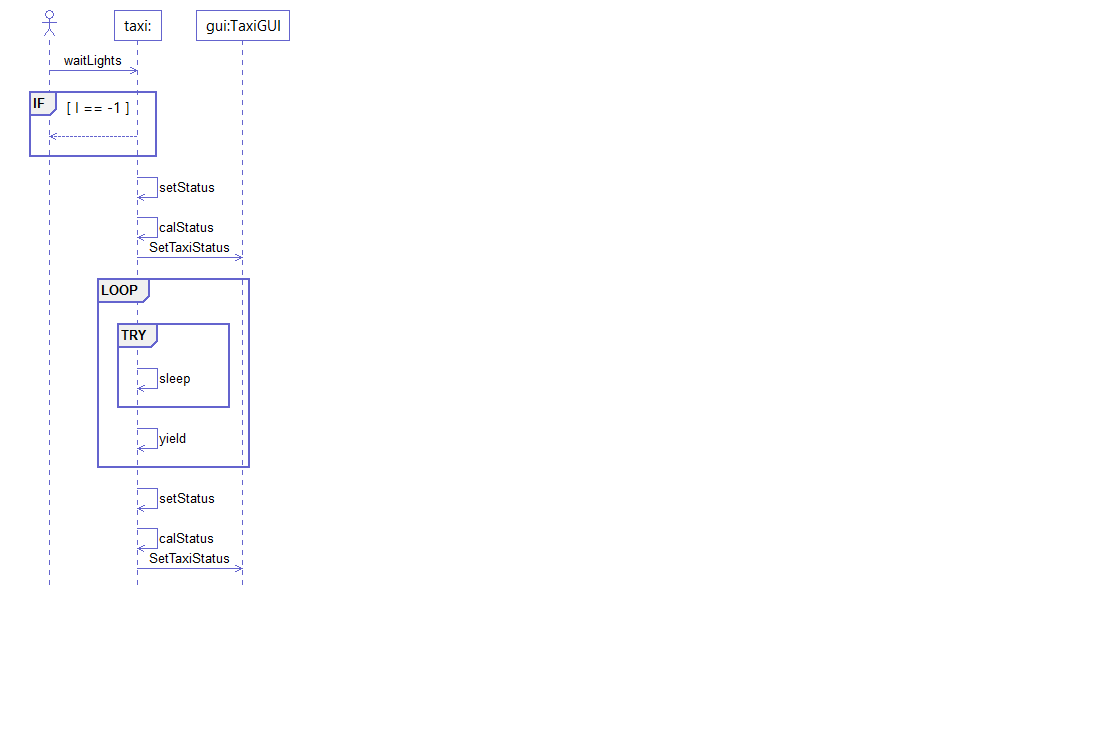 taxi: gui:TaxiGUI
waitLights
IF [ l == -1 ]
setStatus
calStatus
SetTaxiStatus
LOOP
TRY
sleep
yield
setStatus
calStatus
SetTaxiStatus